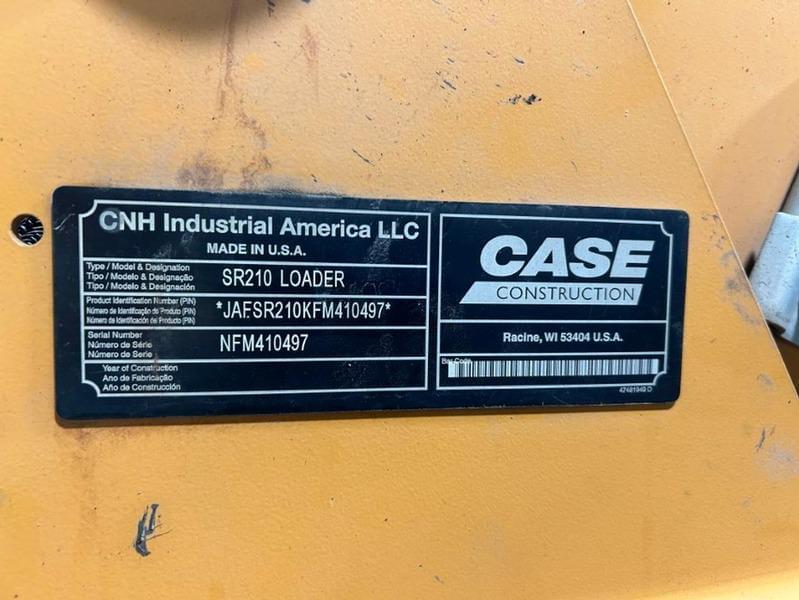 CNH Industrial America LLC
MADE IN U.S.A.
Type / Model & Designation
Tipo / Modelo & Designação
Tipo / Modelo & Designación
SR210 LOADER
Product Identification Number (PIN)
Número de Identificação do Produto (PIN)
Número de Identificación del Producto (PIN)
*JAFSR210KFM410497*
Serial Number
Número de Série
Número de Serie
NFM410497
Year of Construction
Ano de Fabricação
Año de Construcción
CASE
CONSTRUCTION
Racine, WI 53404 U.S.A.
Bar Code
47481949 D